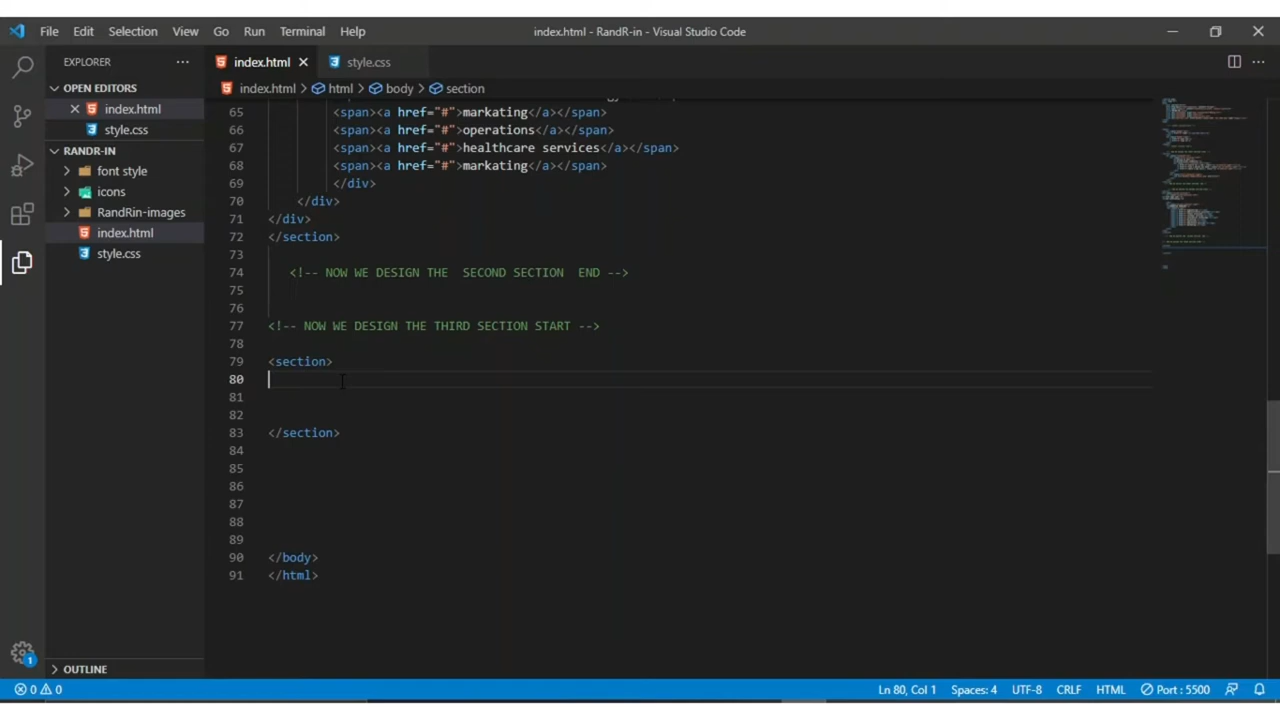 File Edit Selection View Go Run Terminal Help index.html - RandR-in - Visual Studio Code
EXPLORER ... index.html style.css ...
OPEN EDITORS
index.html
style.css
RANDR-IN
font style
icons
RandRin-images
index.html
style.css
OUTLINE
1
index.html > html > body > section
65 <span><a href="#">markating</a></span>
66 <span><a href="#">operations</a></span>
67 <span><a href="#">healthcare services</a></span>
68 <span><a href="#">markating</a></span>
69 </div>
70 </div>
71 </div>
72 </section>
73
74 <!-- NOW WE DESIGN THE  SECOND SECTION  END -->
75
76
77 <!-- NOW WE DESIGN THE THIRD SECTION START -->
78
79 <section>
80
81
82
83 </section>
84
85
86
87
88
89
90 </body>
91 </html>
0 0 Ln 80, Col 1 Spaces: 4 UTF-8 CRLF HTML Port : 5500